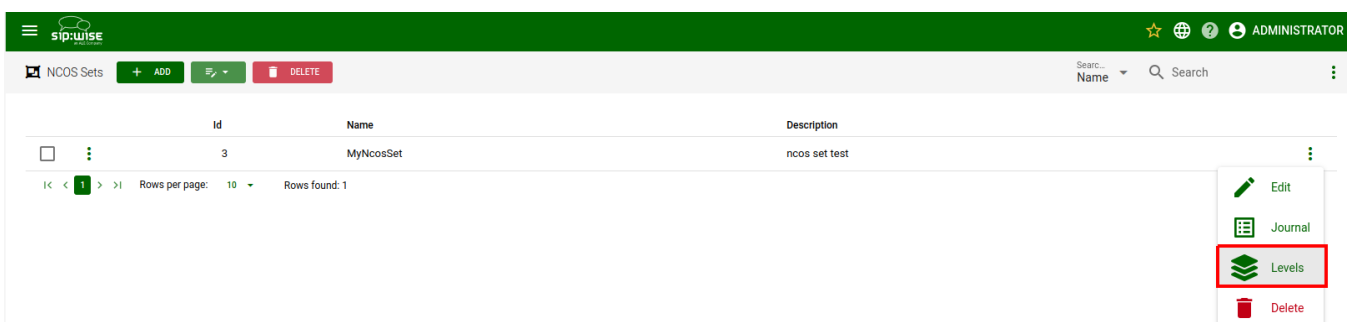 sip:wise ADMINISTRATOR
NCOS Sets + ADD DELETE Searc... Name Search
Id Name Description
3 MyNcosSet ncos set test
1 Rows per page: 10 Rows found: 1
Edit
Journal
Levels
Delete